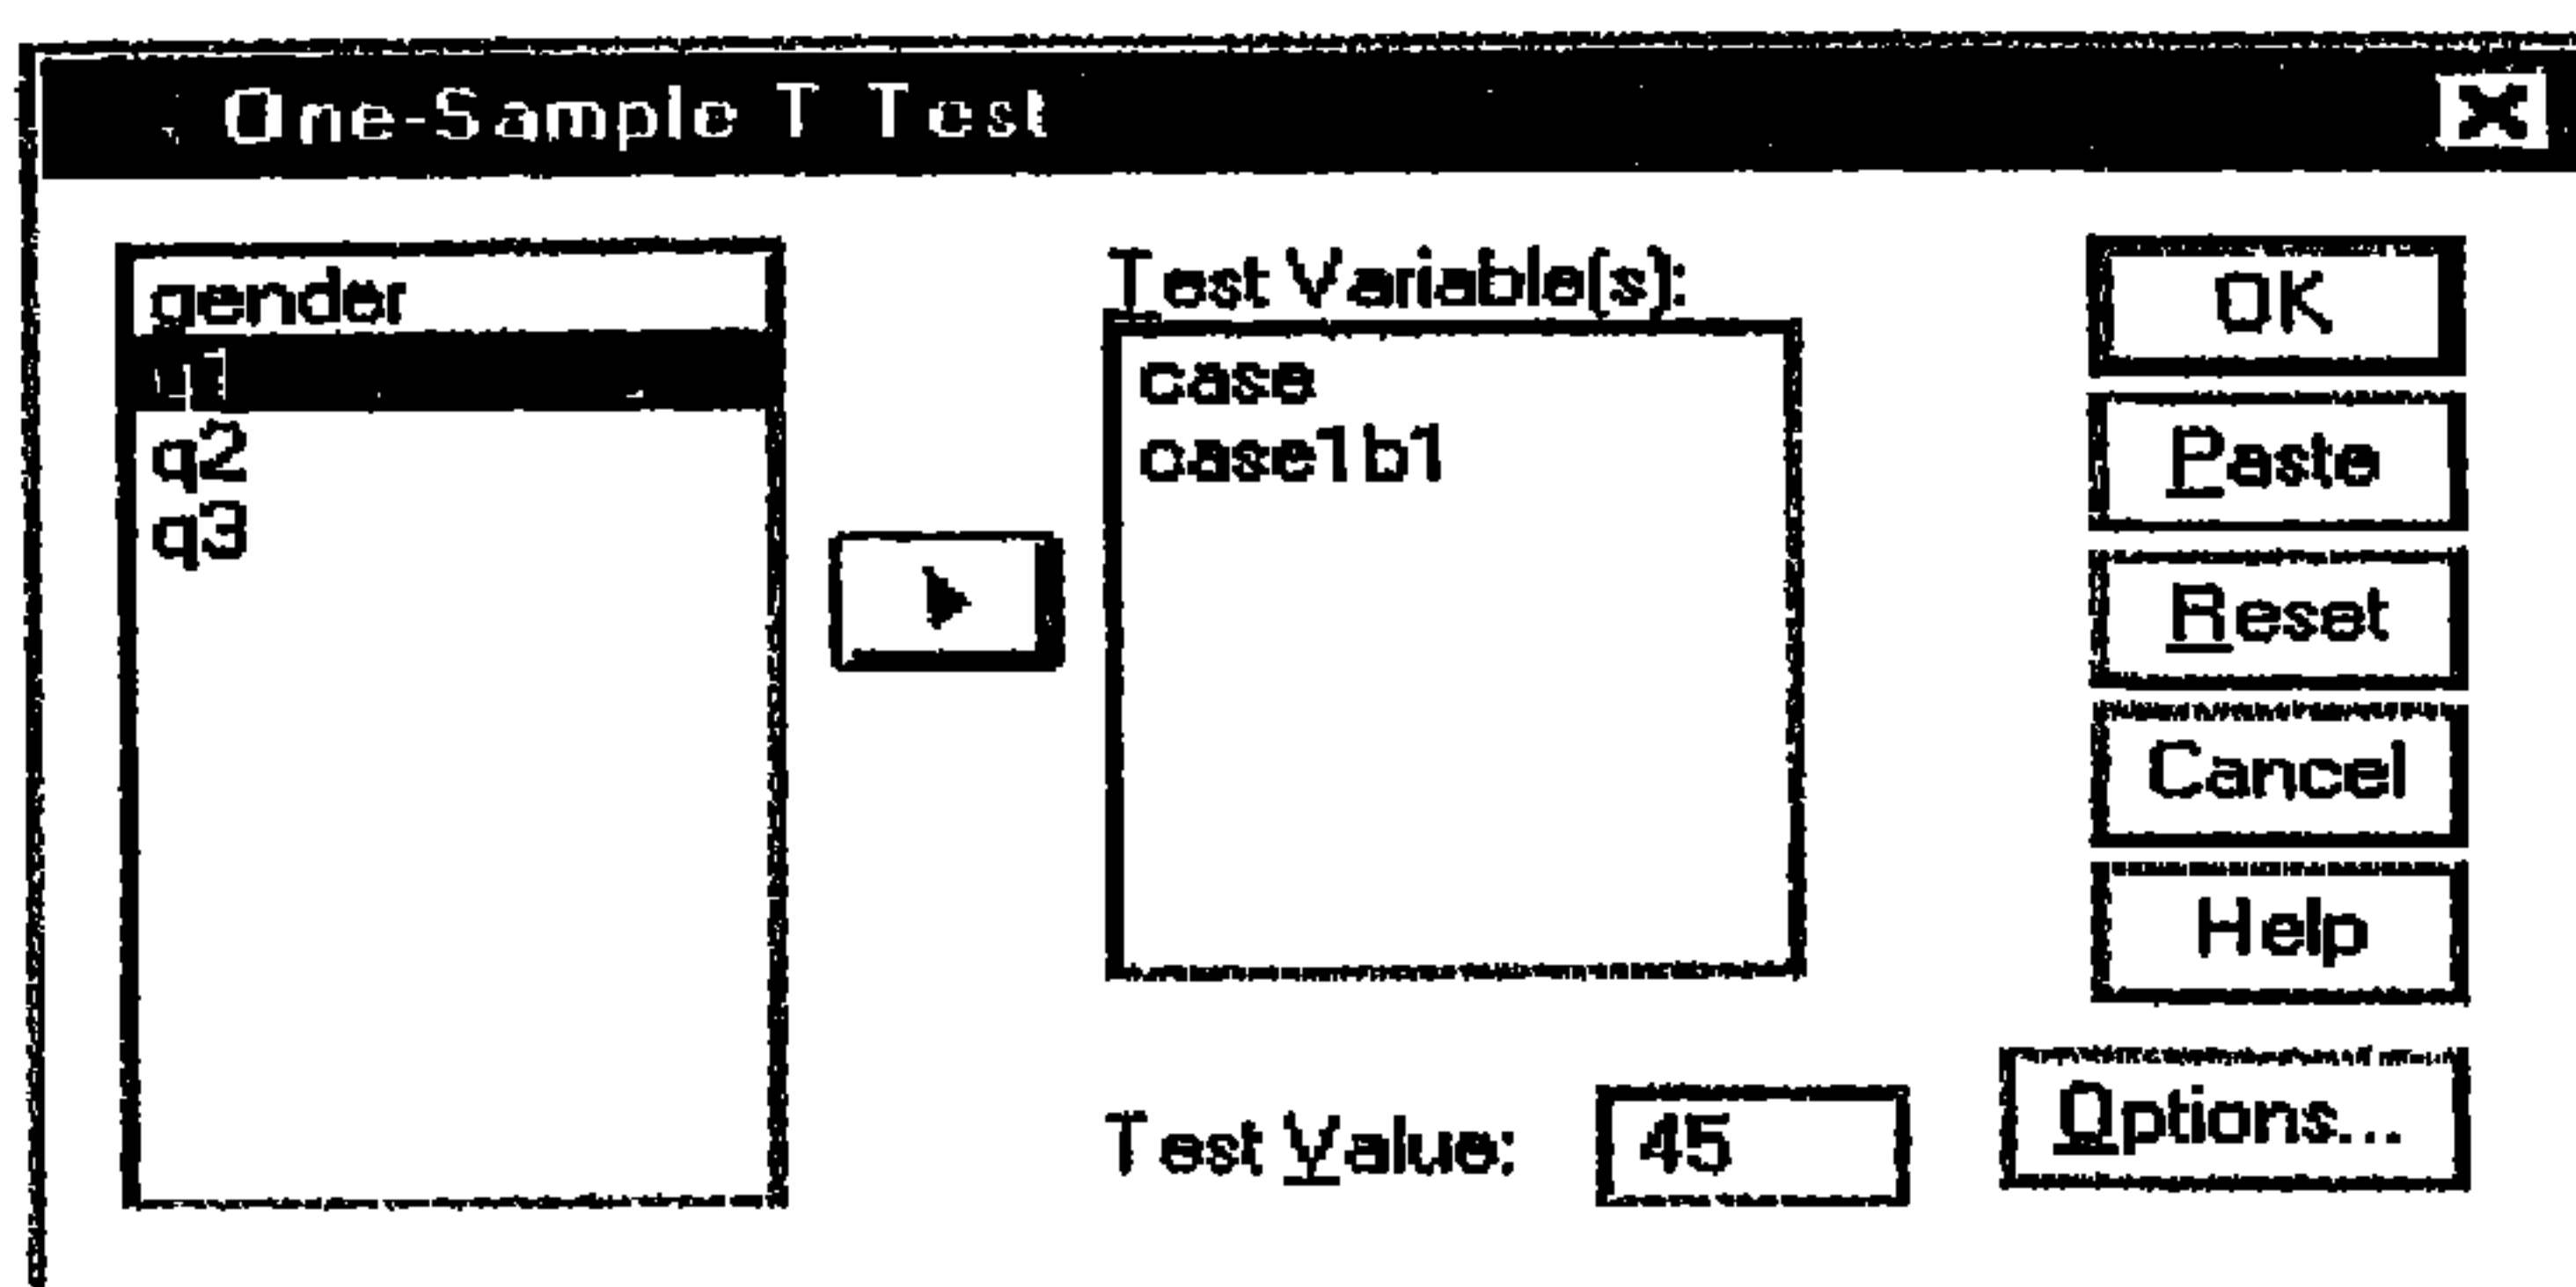 One-Sample T Test
gender
q2
q3
Test Variable(s):
case
case1b1
Test Value: 45
OK
Paste
Reset
Cancel
Help
Options...